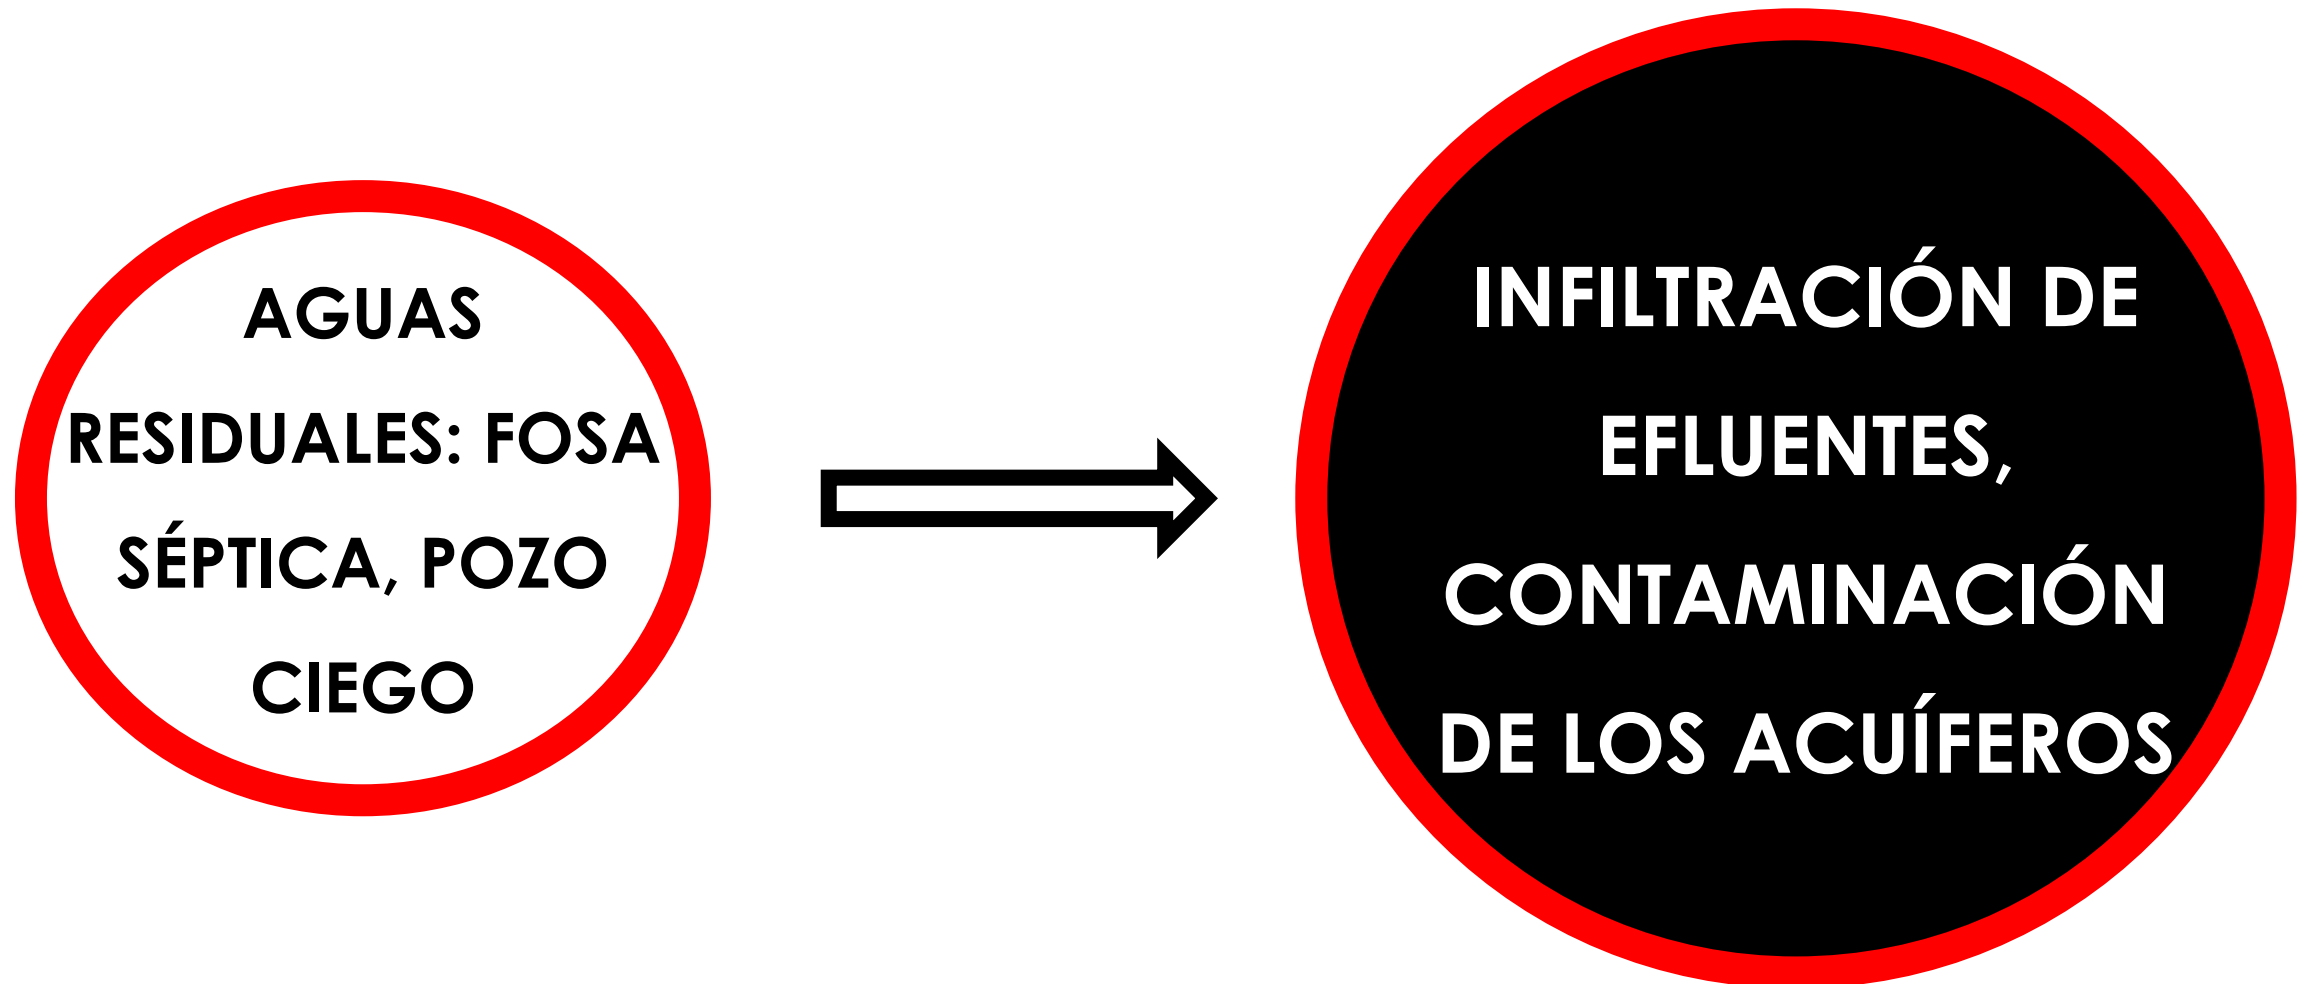 AGUAS
RESIDUALES: FOSA
SÉPTICA, POZO
CIEGO
INFILTRACIÓN DE
EFLUENTES,
CONTAMINACIÓN
DE LOS ACUÍFEROS